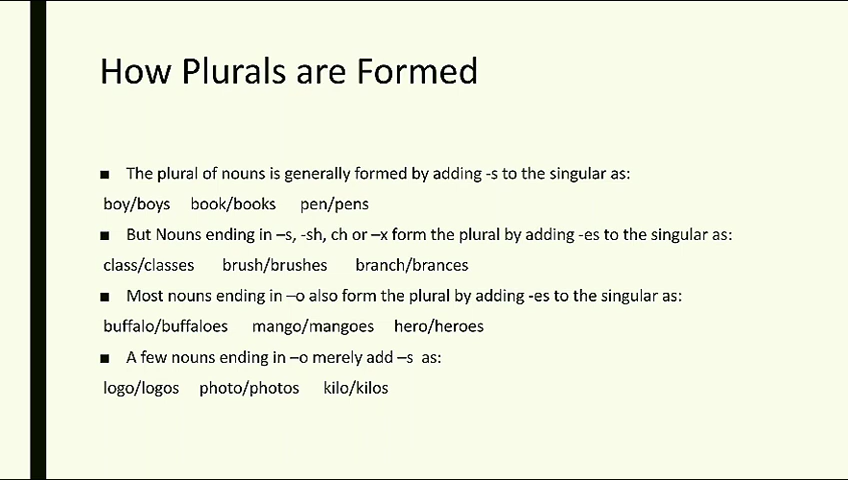 How Plurals are Formed
■ The plural of nouns is generally formed by adding -s to the singular as:
boy/boys book/books pen/pens
■ But Nouns ending in –s, -sh, ch or –x form the plural by adding -es to the singular as:
class/classes brush/brushes branch/brances
■ Most nouns ending in –o also form the plural by adding -es to the singular as:
buffalo/buffaloes mango/mangoes hero/heroes
■ A few nouns ending in –o merely add –s as:
logo/logos photo/photos kilo/kilos